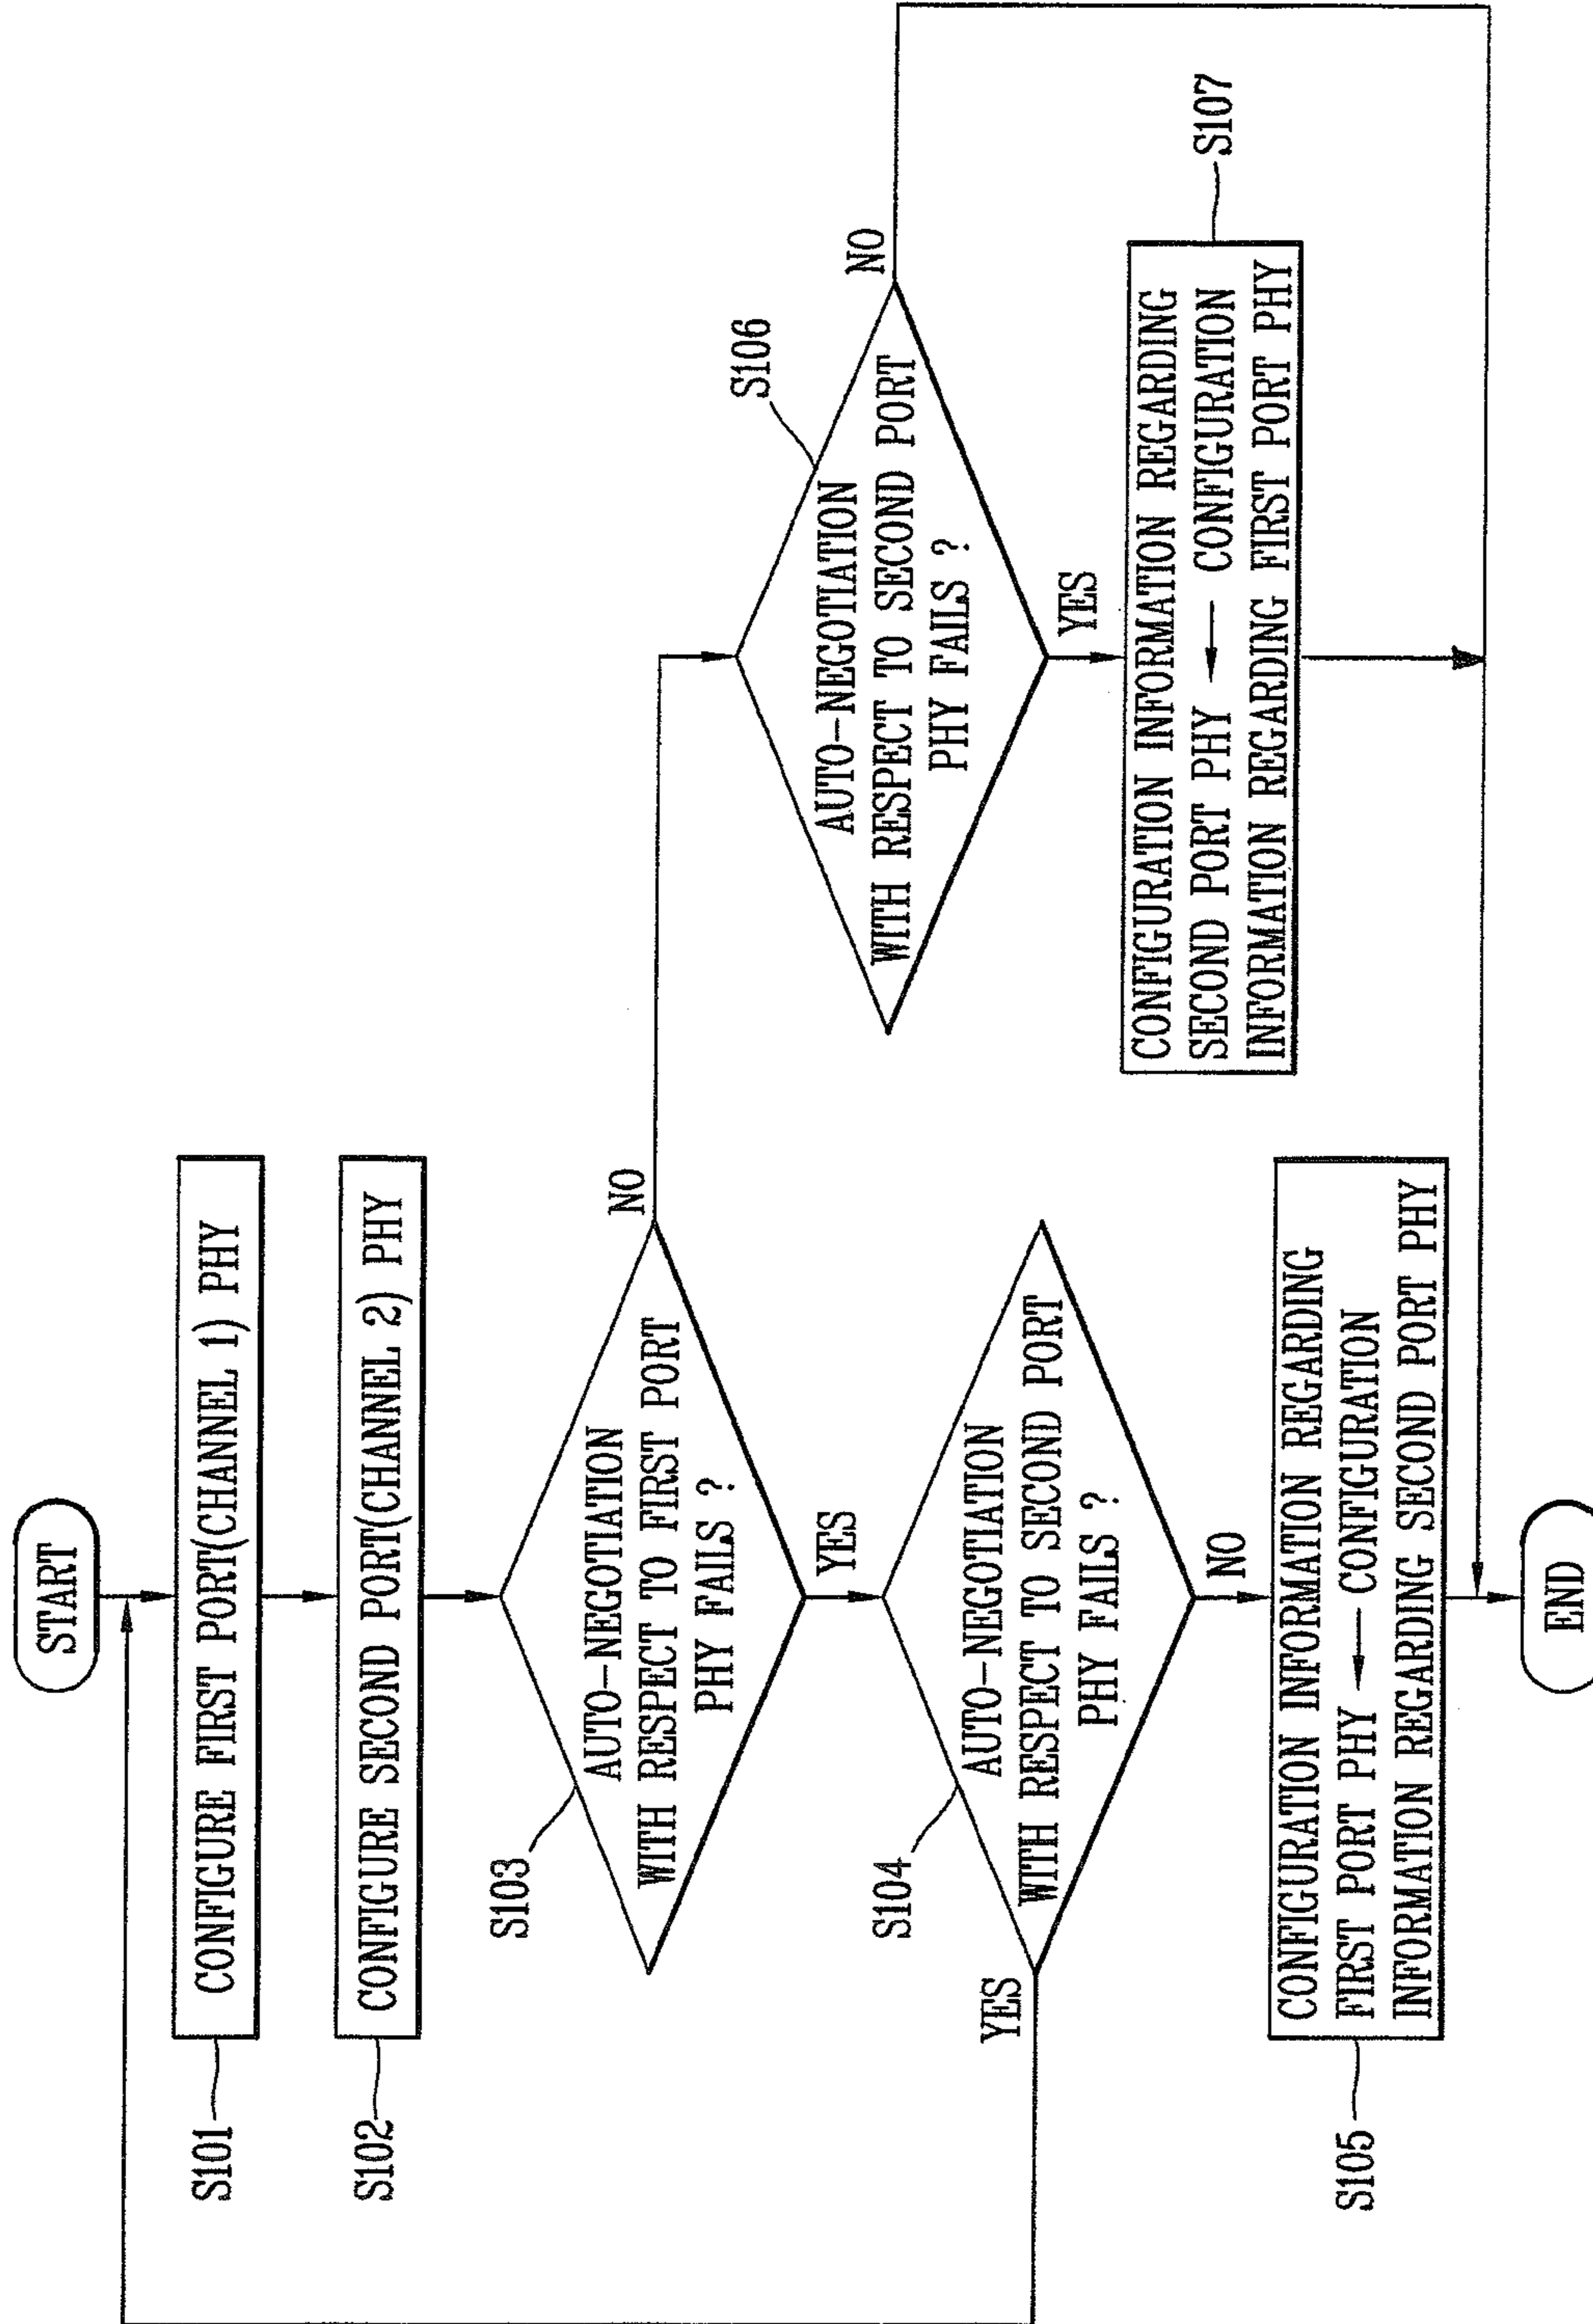 START
S101
CONFIGURE FIRST PORT(CHANNEL 1) PHY
S102
CONFIGURE SECOND PORT(CHANNEL 2) PHY
S103
AUTO-NEGOTIATION
WITH RESPECT TO FIRST PORT
PHY FAILS ?
NO
YES
S104
AUTO-NEGOTIATION
WITH RESPECT TO SECOND PORT
PHY FAILS ?
YES
NO
S105
CONFIGURATION INFORMATION REGARDING
FIRST PORT PHY ← CONFIGURATION
INFORMATION REGARDING SECOND PORT PHY
S106
AUTO-NEGOTIATION
WITH RESPECT TO SECOND PORT
PHY FAILS ?
NO
YES
S107
CONFIGURATION INFORMATION REGARDING
SECOND PORT PHY ← CONFIGURATION
INFORMATION REGARDING FIRST PORT PHY
END